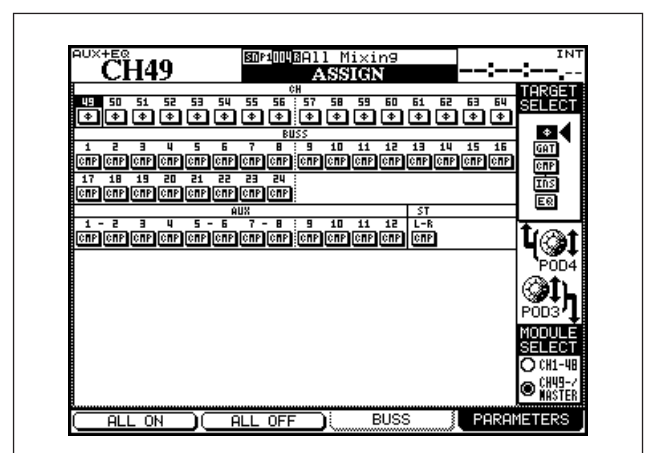 AUX+EQ
CH49
SNP1004 All Mixing
ASSIGN
--:--:--.--
INT
CH
49 50 51 52 53 54 55 56 57 58 59 60 61 62 63 64
Φ Φ Φ Φ Φ Φ Φ Φ Φ Φ Φ Φ Φ Φ Φ Φ
BUSS
1 2 3 4 5 6 7 8 9 10 11 12 13 14 15 16
CMP CMP CMP CMP CMP CMP CMP CMP CMP CMP CMP CMP CMP CMP CMP CMP
17 18 19 20 21 22 23 24
CMP CMP CMP CMP CMP CMP CMP CMP
AUX ST
1 - 2 3 4 5 - 6 7 - 8 9 10 11 12 L-R
CMP CMP CMP CMP CMP CMP CMP CMP CMP CMP CMP CMP CMP
TARGET
SELECT
Φ
GAT
CMP
INS
EQ
POD4
POD3
MODULE
SELECT
CH1-48
CH49-/
MASTER
ALL ON ALL OFF BUSS PARAMETERS